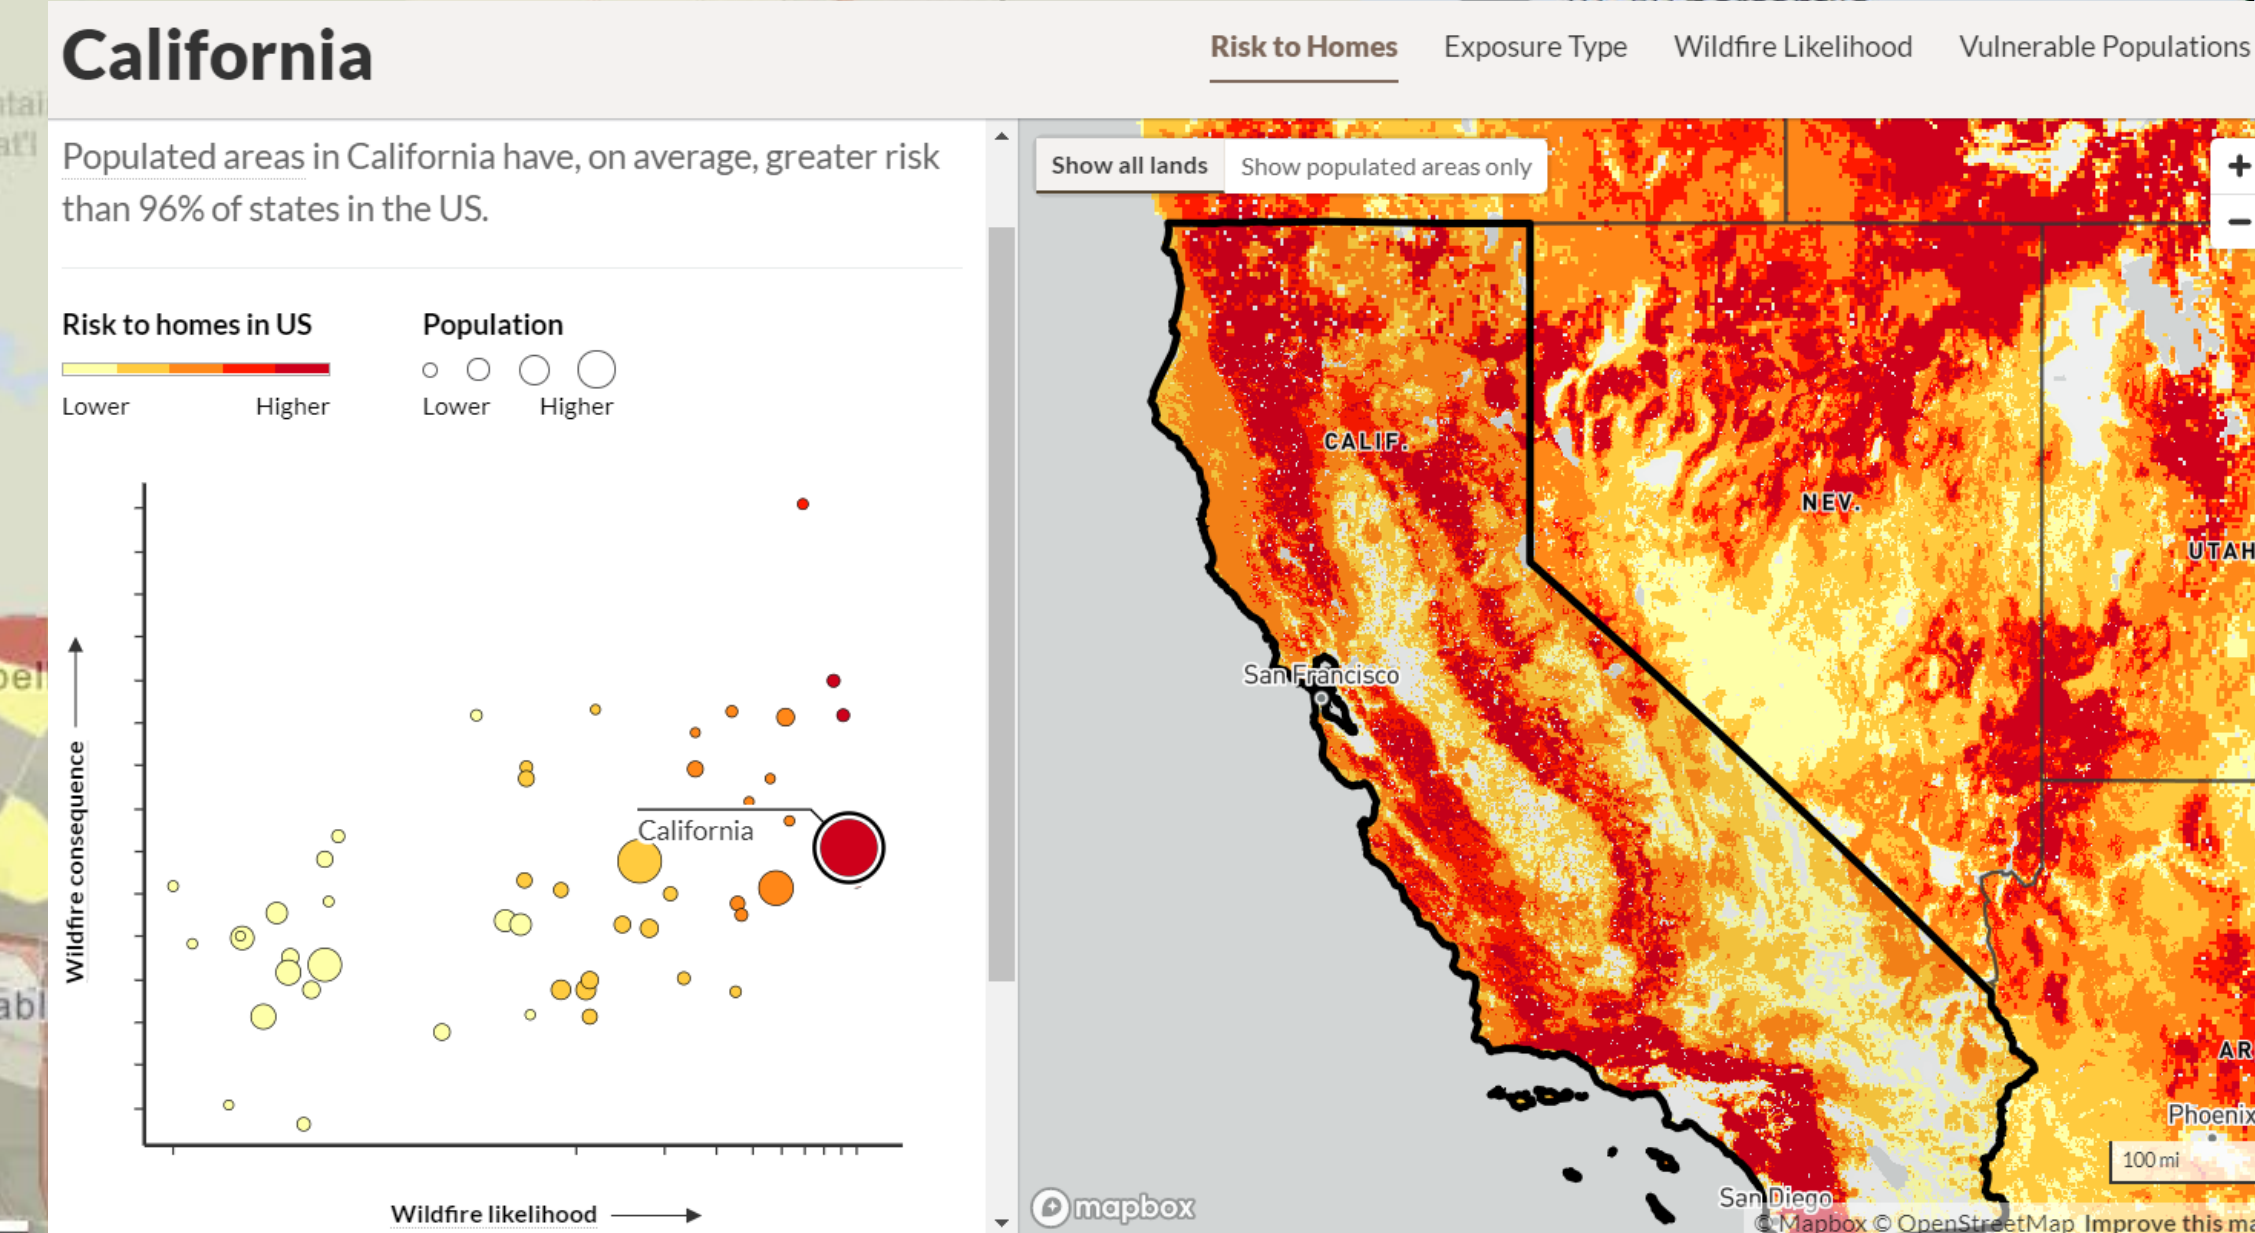 California
Risk to Homes
Exposure Type
Wildfire Likelihood
Vulnerable Populations
Populated areas in California have, on average, greater risk
than 96% of states in the US.
Risk to homes in US
Lower
Higher
Population
Lower
Higher
Wildfire consequence
California
Wildfire likelihood
Show all lands
Show populated areas only
+
−
CALIF.
NEV.
UTAH
San Francisco
AR
Phoenix
100 mi
San Diego
mapbox
© Mapbox © OpenStreetMap Improve this ma